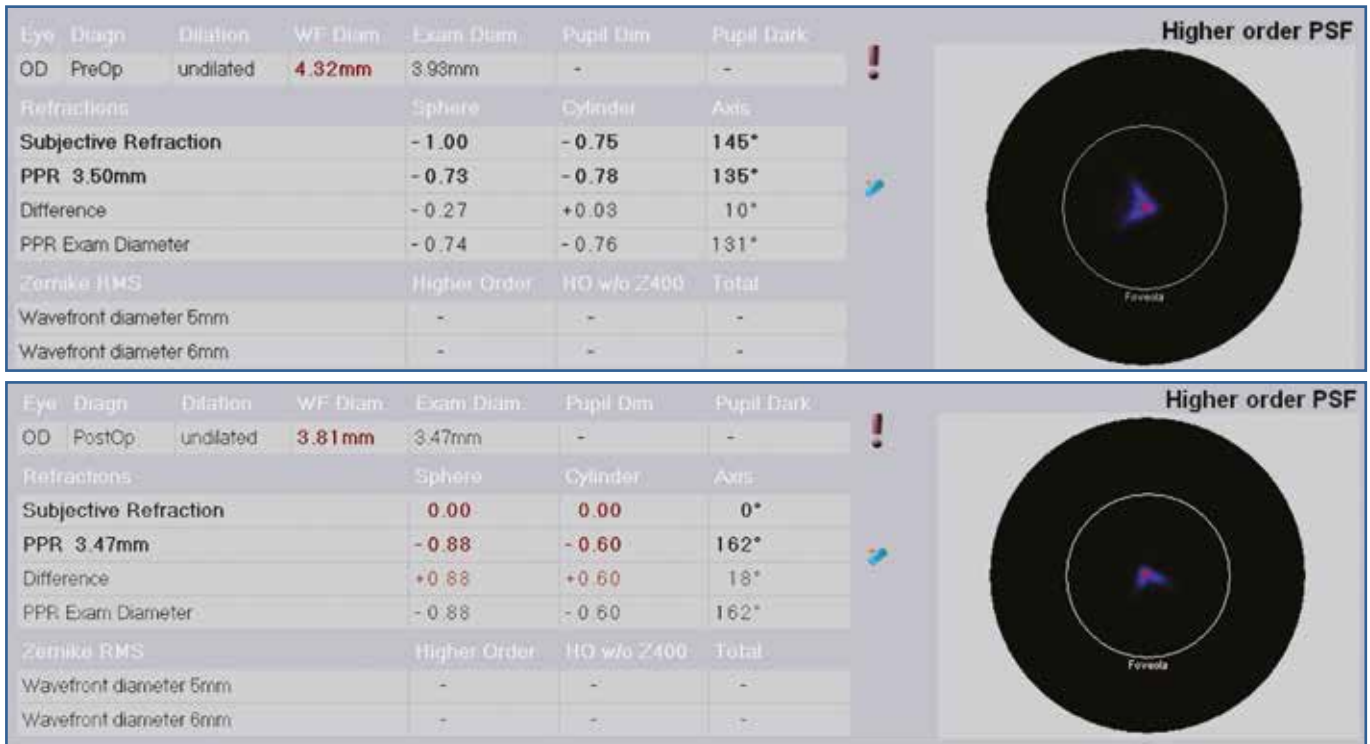 Eye Diagn Dilation WF Diam Exam Diam. Pupil Dim Pupil Dark Higher order PSF
OD PreOp undilated 4.32mm 3.93mm - -
Refractions Sphere Cylinder Axis
Subjective Refraction - 1.00 - 0.75 145°
PPR 3.50mm - 0.73 - 0.78 135°
Difference - 0.27 +0.03 10°
PPR Exam Diameter - 0.74 - 0.76 131°
Zernike RMS Higher Order HO w/o Z400 Total
Foveola
Wavefront diameter 5mm - - -
Wavefront diameter 6mm - - -
Eye Diagn Dilation WF Diam Exam Diam. Pupil Dim Pupil Dark Higher order PSF
OD PostOp undilated 3.81mm 3.47mm - -
Refractions Sphere Cylinder Axis
Subjective Refraction 0.00 0.00 0°
PPR 3.47mm - 0.88 - 0.60 162°
Difference +0.88 +0.60 18°
PPR Exam Diameter - 0.88 - 0.60 162°
Zernike RMS Higher Order HO w/o Z400 Total
Foveola
Wavefront diameter 5mm - - -
Wavefront diameter 6mm - - -